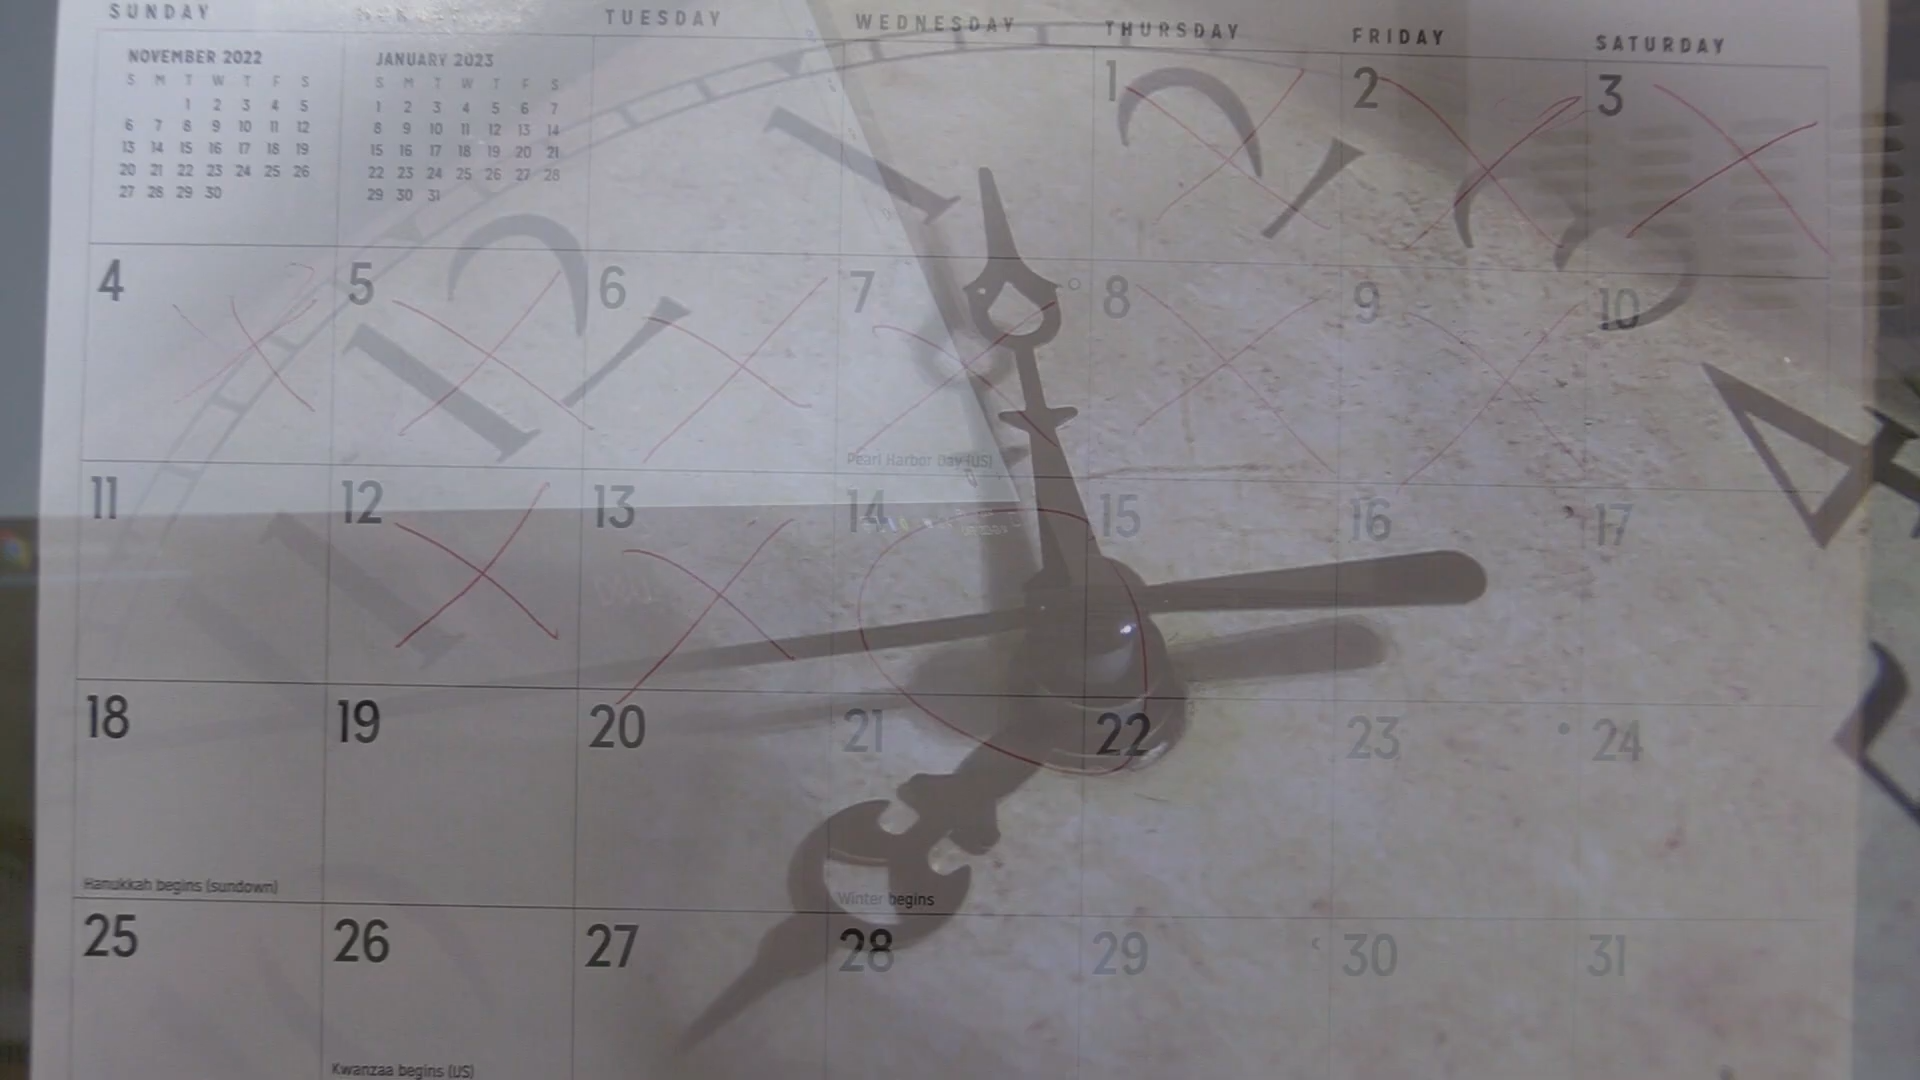 SUNDAY TUESDAY WEDNESDAY THURSDAY FRIDAY SATURDAY
NOVEMBER 2022
S M T W T F S
1 2 3 4 5
6 7 8 9 10 11 12
13 14 15 16 17 18 19
20 21 22 23 24 25 26
27 28 29 30
JANUARY 2023
S M T W T F S
1 2 3 4 5 6 7
8 9 10 11 12 13 14
15 16 17 18 19 20 21
22 23 24 25 26 27 28
29 30 31
1 2 3
4 5 6 7 8 9 10
Pearl Harbor Day (US)
11 12 13 14 15 16 17
18 19 20 21 22 23 24
Hanukkah begins (sundown)
Winter begins
25 26 27 28 29 30 31
Kwanzaa begins (US)
1 2
12
4